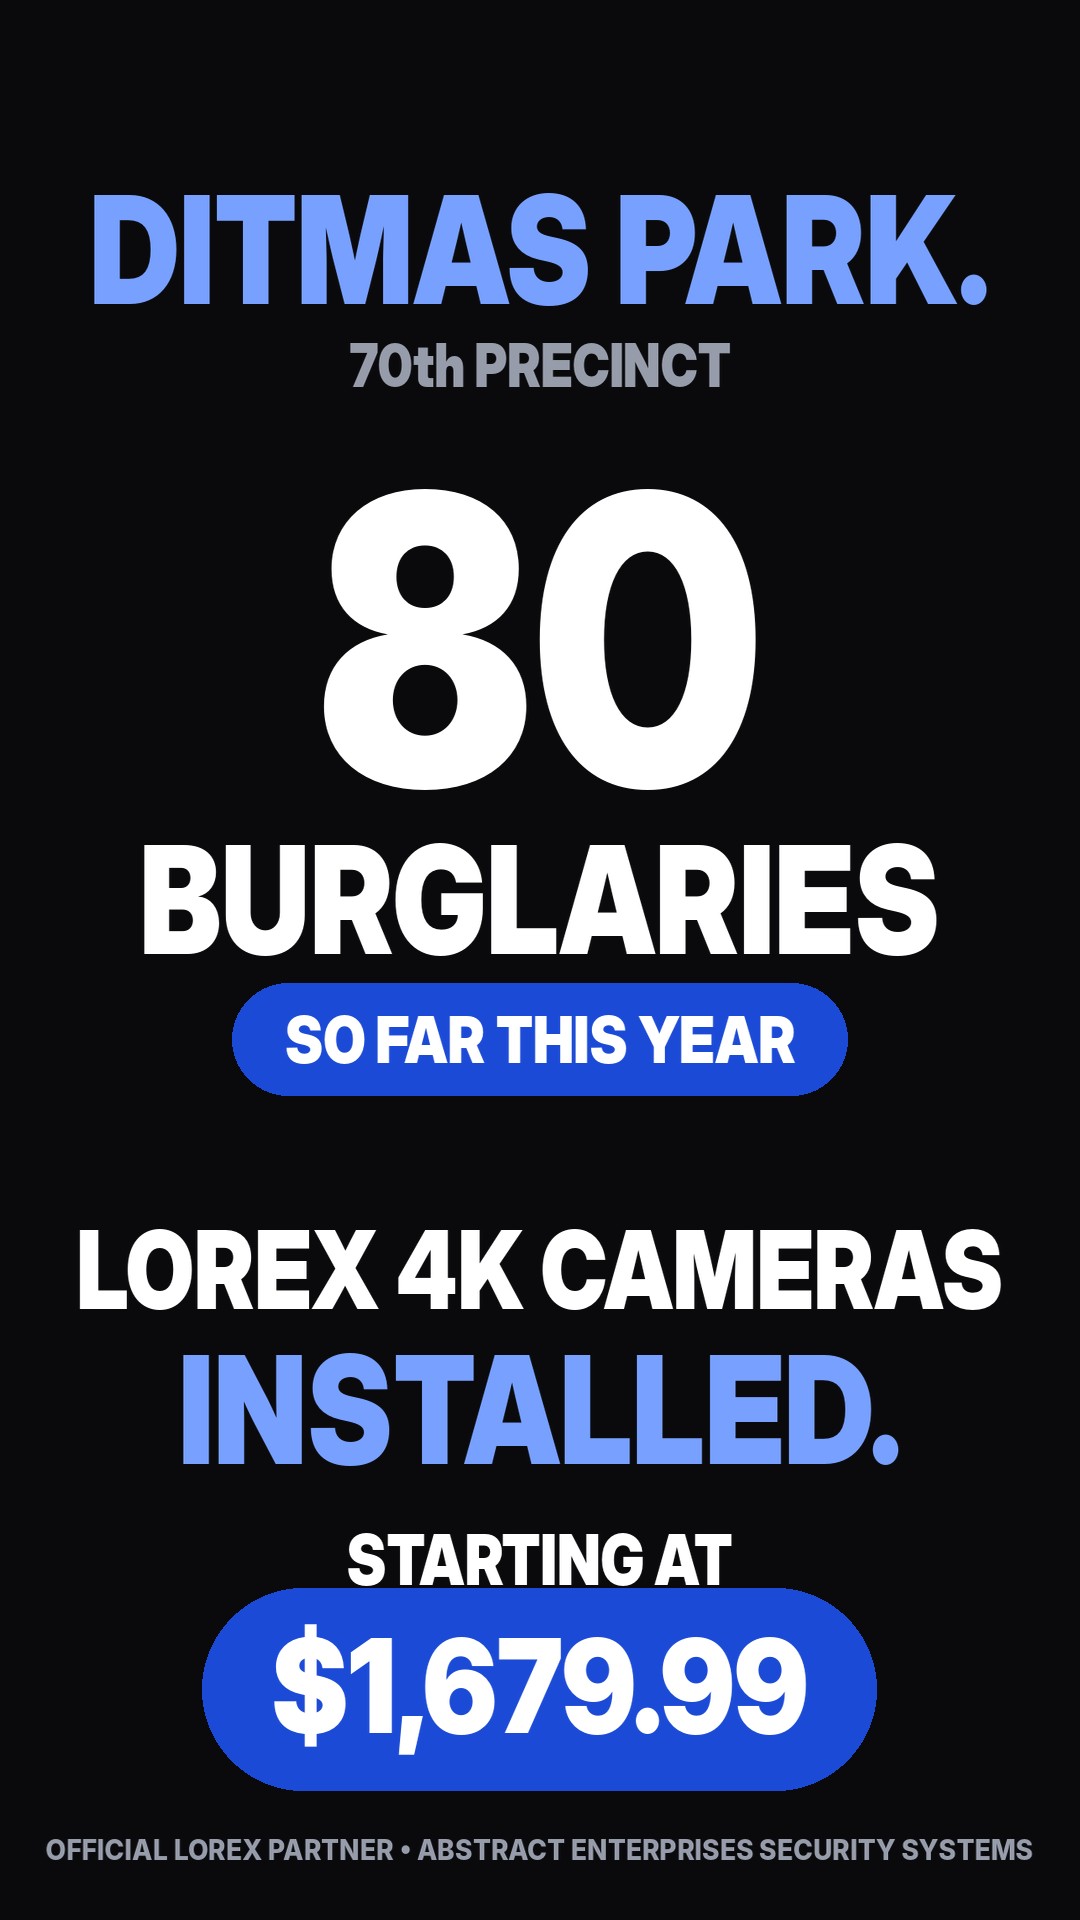 DITMAS PARK.
70th PRECINCT
80
BURGLARIES
SO FAR THIS YEAR
LOREX 4K CAMERAS
INSTALLED.
STARTING AT
$1,679.99
OFFICIAL LOREX PARTNER • ABSTRACT ENTERPRISES SECURITY SYSTEMS